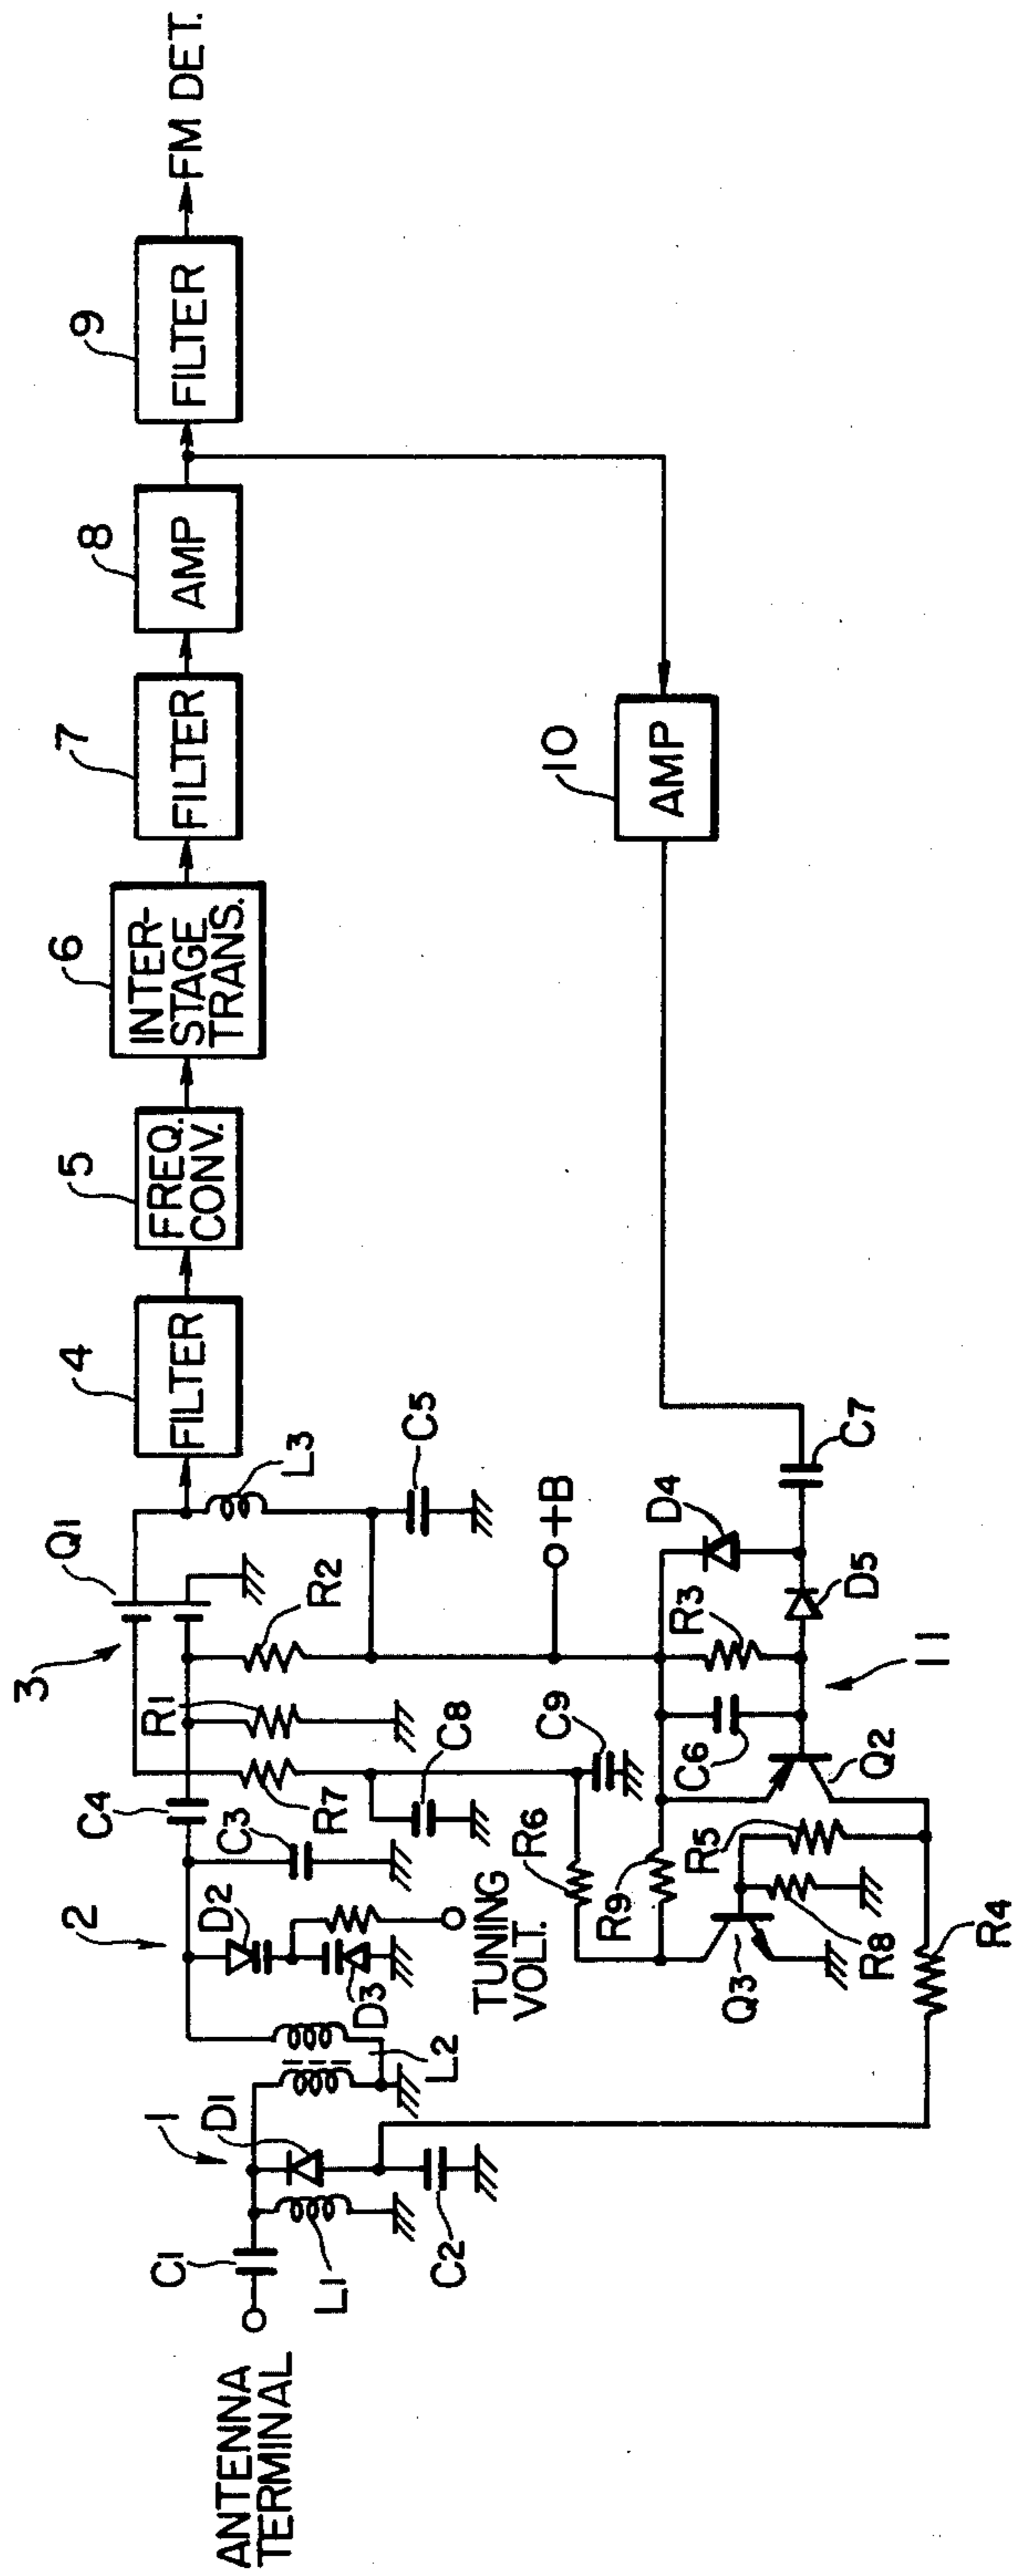 ANTENNA
TERMINAL
C1
L1
1
D1
C2
L2
2
D2
D3
TUNING
VOLT.
C3
C4
R7
R1
C8
3
Q1
R2
L3
C5
4
FILTER
5
FREQ.
CONV.
6
INTER-
STAGE
TRANS.
7
FILTER
8
AMP
9
FILTER
FM DET.
10
AMP
+B
C9
R6
R9
Q3
R8
R5
R4
C6
Q2
R3
D4
D5
C7
11